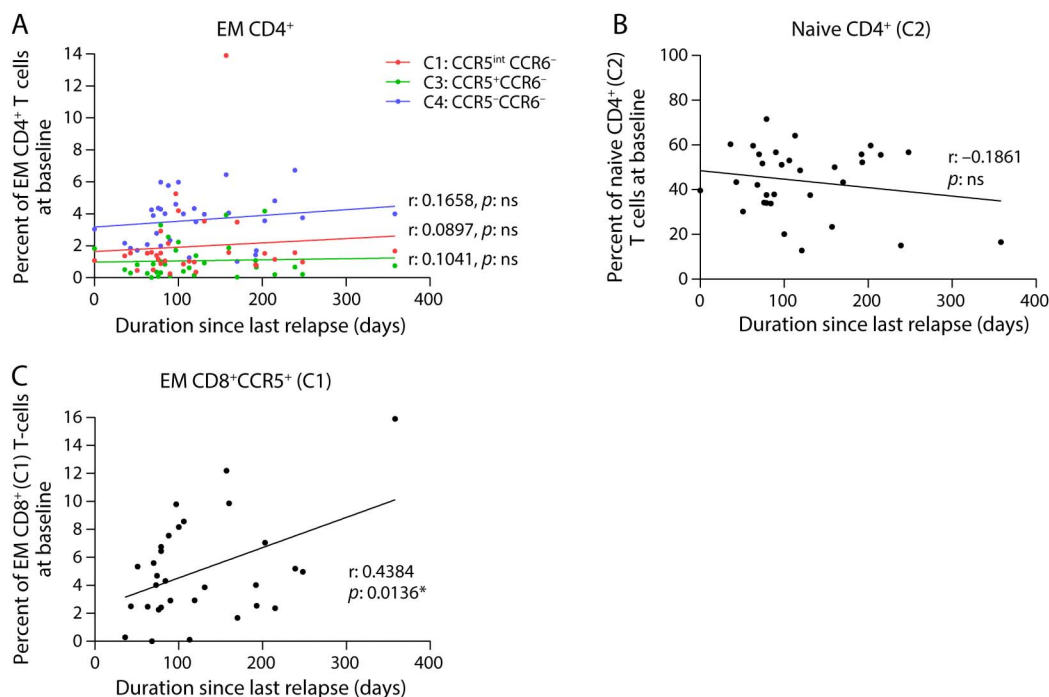 A
EM CD4⁺
Percent of EM CD4⁺ T cells
at baseline
14
12
10
8
6
4
2
0
0 100 200 300 400
Duration since last relapse (days)
C1: CCR5ⁱⁿᵗ CCR6⁻
C3: CCR5⁺CCR6⁻
C4: CCR5⁻CCR6⁻
r: 0.1658, p: ns
r: 0.0897, p: ns
r: 0.1041, p: ns
B
Naive CD4⁺ (C2)
Percent of naive CD4⁺ (C2)
T cells at baseline
100
80
60
40
20
0
0 100 200 300 400
Duration since last relapse (days)
r: –0.1861
p: ns
C
EM CD8⁺CCR5⁺ (C1)
Percent of EM CD8⁺ (C1) T-cells
at baseline
16
14
12
10
8
6
4
2
0
0 100 200 300 400
Duration since last relapse (days)
r: 0.4384
p: 0.0136*